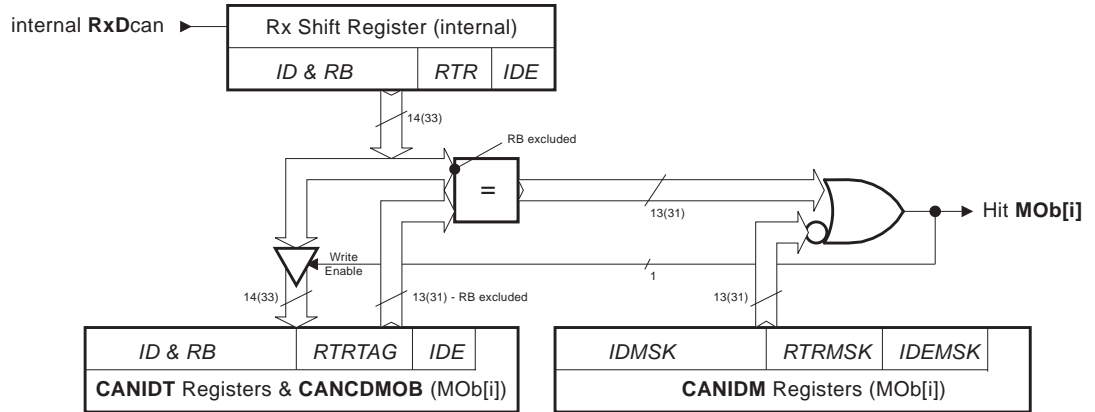 internal RxDcan
Rx Shift Register (internal)
ID & RB RTR IDE
14(33)
RB excluded
=
13(31)
Hit MOb[i]
Write
Enable
1
14(33)
13(31) - RB excluded
13(31)
ID & RB RTRTAG IDE
CANIDT Registers & CANCDMOB (MOb[i])
IDMSK RTRMSK IDEMSK
CANIDM Registers (MOb[i])